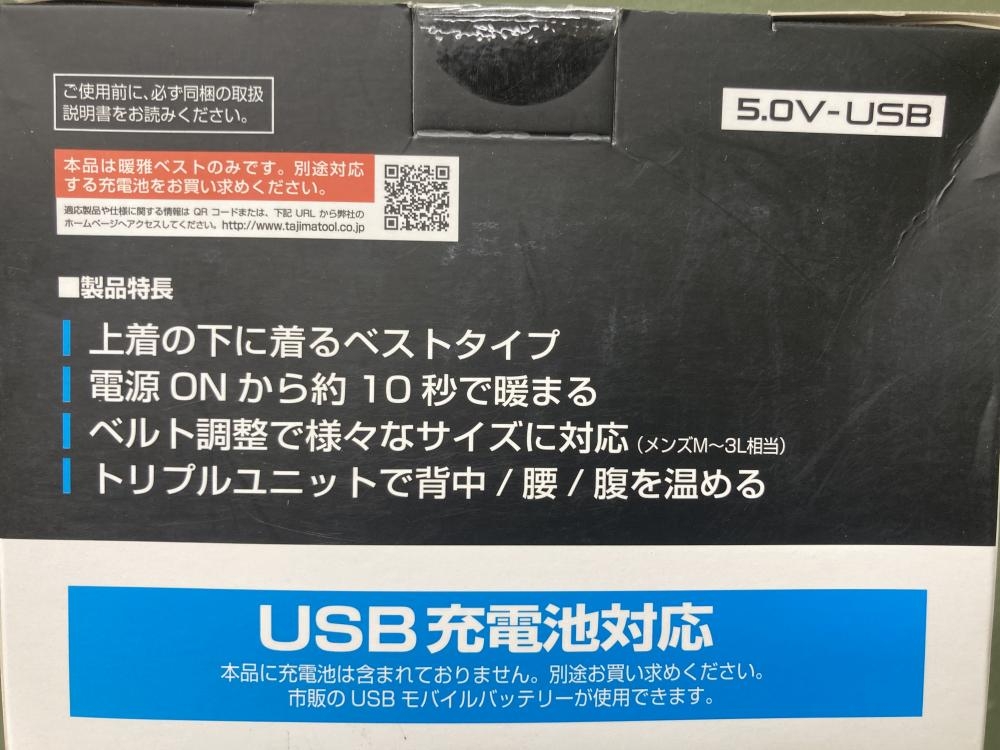 ご使用前に、必ず同梱の取扱
説明書をお読みください。
5.0V-USB
本品は暖雅ベストのみです。別途対応
する充電池をお買い求めください。
適応製品や仕様に関する情報は QR コードまたは、下記 URL から弊社の
ホームページへアクセスしてください。http://www.tajimatool.co.jp
■製品特長
上着の下に着るベストタイプ
電源 ON から約 10 秒で暖まる
ベルト調整で様々なサイズに対応（メンズM～3L相当）
トリプルユニットで背中 / 腰 / 腹を温める
USB充電池対応
本品に充電池は含まれておりません。別途お買い求めください。
市販の USB モバイルバッテリーが使用できます。